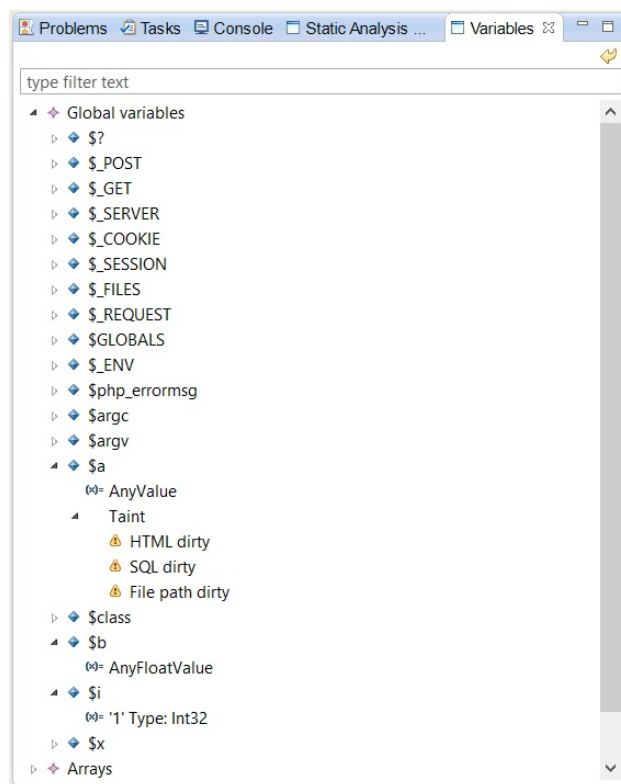 Problems Tasks Console Static Analysis ... Variables
type filter text
Global variables
$?
$_POST
$_GET
$_SERVER
$_COOKIE
$_SESSION
$_FILES
$_REQUEST
$GLOBALS
$_ENV
$php_errormsg
$argc
$argv
$a
(x)= AnyValue
Taint
HTML dirty
SQL dirty
File path dirty
$class
$b
(x)= AnyFloatValue
$i
(x)= '1' Type: Int32
$x
Arrays